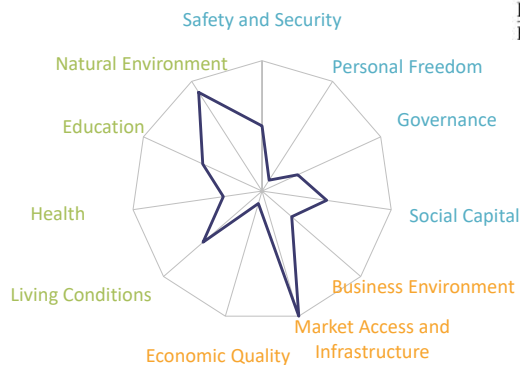 Safety and Security
Natural Environment
Personal Freedom
Education
Governance
Health
Social Capital
Living Conditions
Business Environment
Market Access and
Infrastructure
Economic Quality